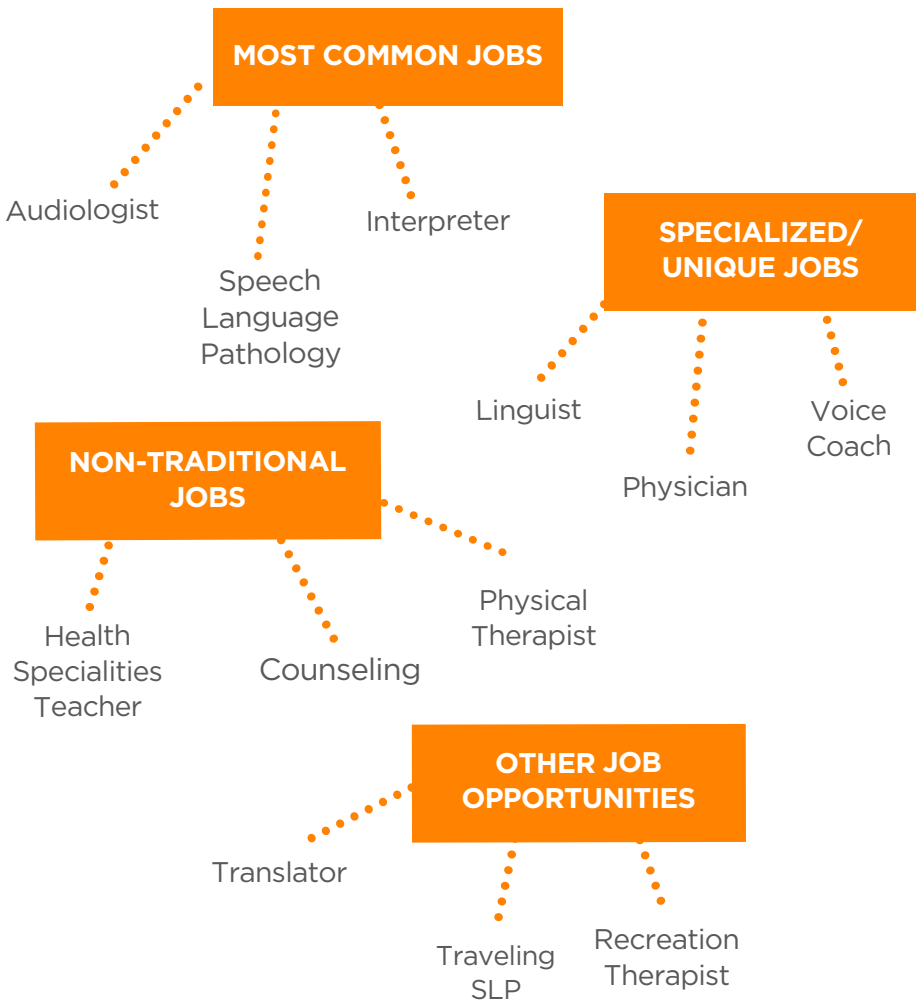 MOST COMMON JOBS
Audiologist
Speech
Language
Pathology
Interpreter
SPECIALIZED/
UNIQUE JOBS
Linguist
Physician
Voice
Coach
NON-TRADITIONAL
JOBS
Health
Specialities
Teacher
Counseling
Physical
Therapist
OTHER JOB
OPPORTUNITIES
Translator
Traveling
SLP
Recreation
Therapist